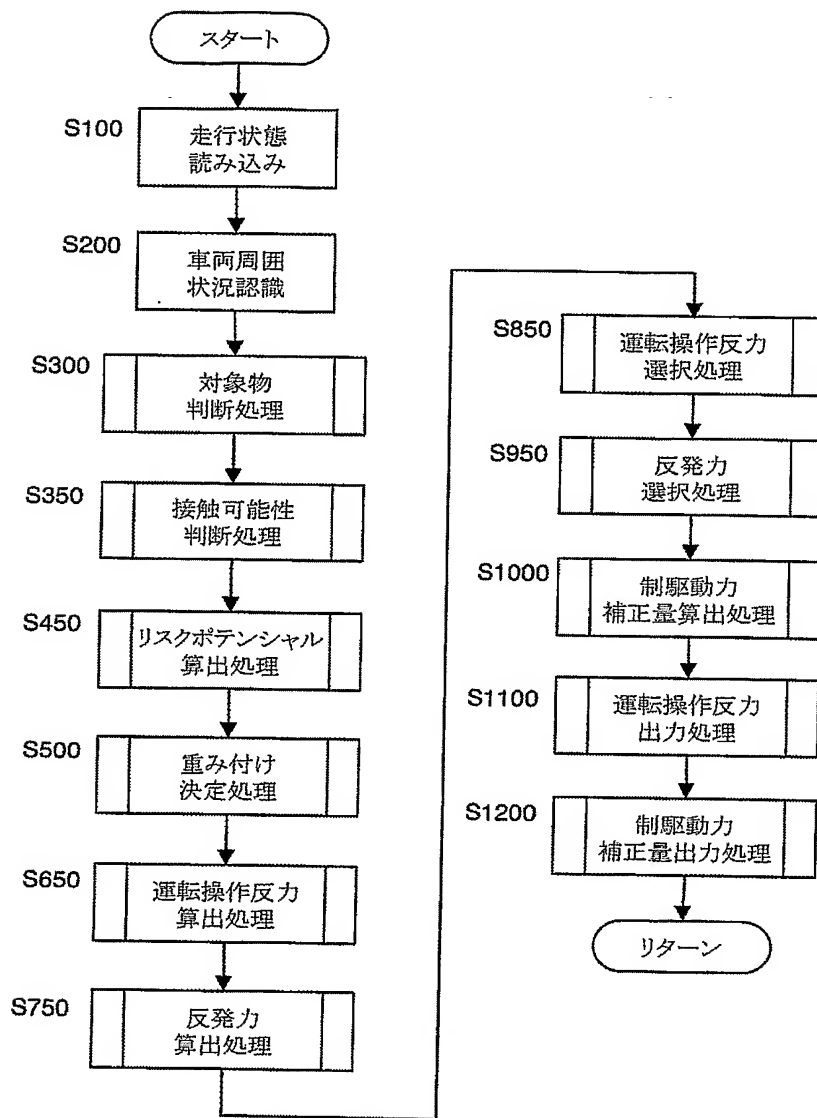 スタート
S100
走行状態
読み込み
S200
車両周囲
状況認識
S300
対象物
判断処理
S350
接触可能性
判断処理
S450
リスクポテンシャル
算出処理
S500
重み付け
決定処理
S650
運転操作反力
算出処理
S750
反発力
算出処理
S850
運転操作反力
選択処理
S950
反発力
選択処理
S1000
制駆動力
補正量算出処理
S1100
運転操作反力
出力処理
S1200
制駆動力
補正量出力処理
リターン